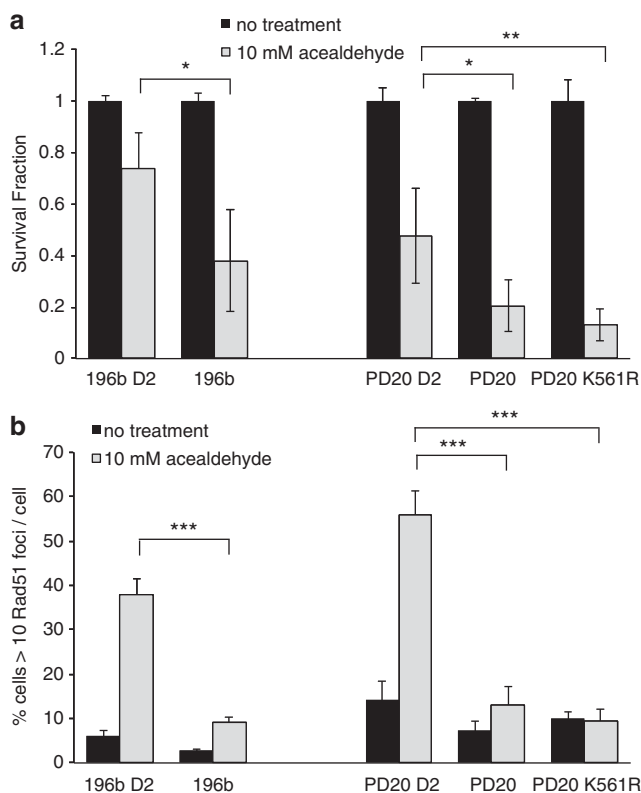 a
no treatment
10 mM acealdehyde
**
*
*
1.2
1
0.8
0.6
0.4
0.2
0
Survival Fraction
196b D2 196b PD20 D2 PD20 PD20 K561R
b
no treatment
10 mM acealdehyde
***
***
***
70
60
50
40
30
20
10
0
% cells > 10 Rad51 foci / cell
196b D2 196b PD20 D2 PD20 PD20 K561R